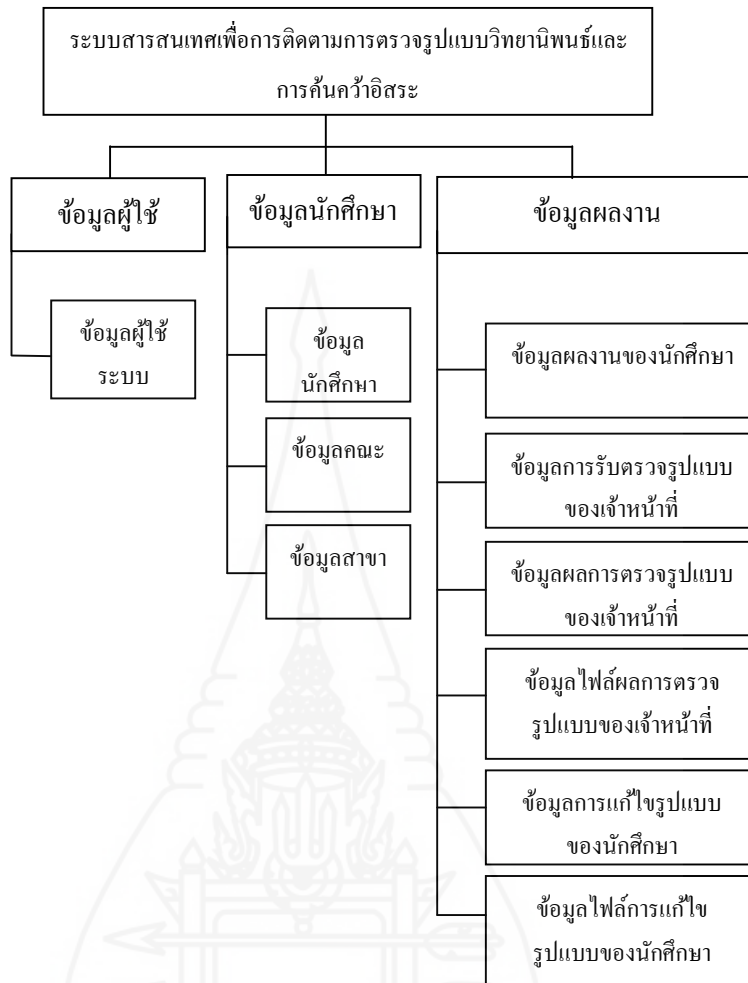 ระบบสารสนเทศเพื่อการติดตามการตรวจรูปแบบวิทยานิพนธ์และ
การค้นคว้าอิสระ
ข้อมูลผู้ใช้
ข้อมูลผู้ใช้
ระบบ
ข้อมูลนักศึกษา
ข้อมูล
นักศึกษา
ข้อมูลคณะ
ข้อมูลสาขา
ข้อมูลผลงาน
ข้อมูลผลงานของนักศึกษา
ข้อมูลการรับตรวจรูปแบบ
ของเจ้าหน้าที่
ข้อมูลผลการตรวจรูปแบบ
ของเจ้าหน้าที่
ข้อมูลไฟล์ผลการตรวจ
รูปแบบของเจ้าหน้าที่
ข้อมูลการแก้ไขรูปแบบ
ของนักศึกษา
ข้อมูลไฟล์การแก้ไข
รูปแบบของนักศึกษา